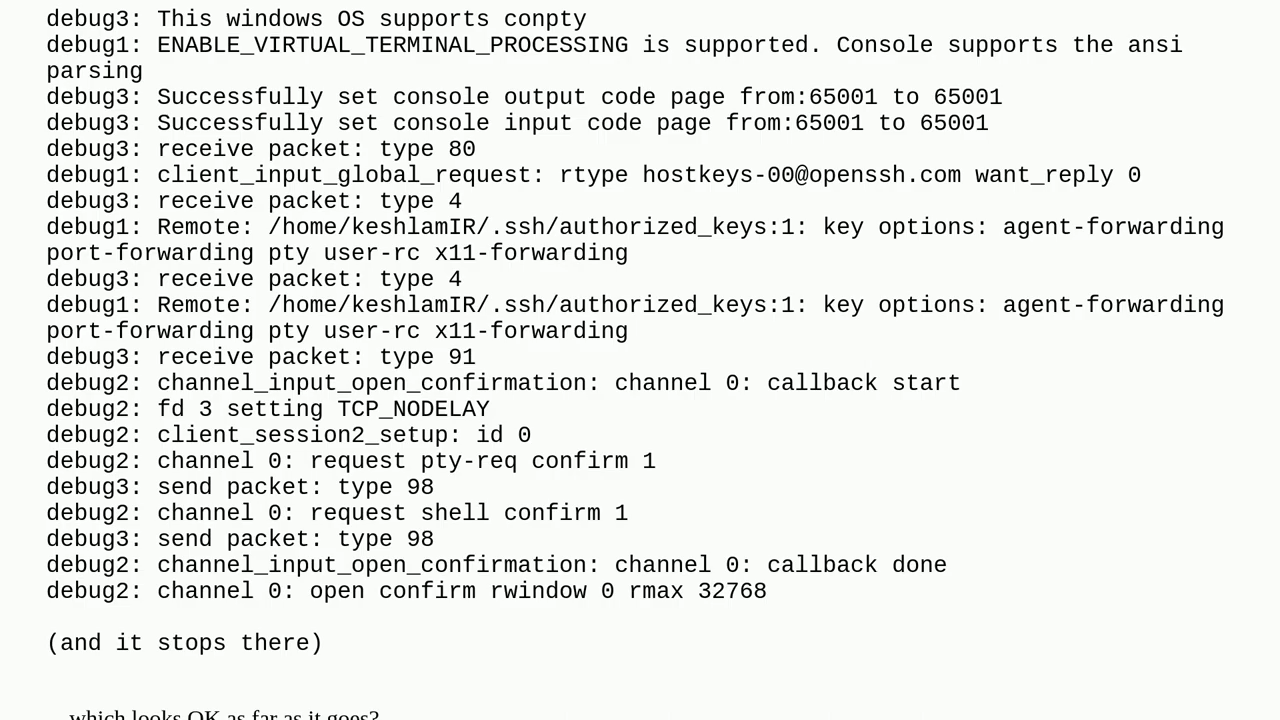 debug3: This windows OS supports conpty
debug1: ENABLE_VIRTUAL_TERMINAL_PROCESSING is supported. Console supports the ansi
parsing
debug3: Successfully set console output code page from:65001 to 65001
debug3: Successfully set console input code page from:65001 to 65001
debug3: receive packet: type 80
debug1: client_input_global_request: rtype hostkeys-00@openssh.com want_reply 0
debug3: receive packet: type 4
debug1: Remote: /home/keshlamIR/.ssh/authorized_keys:1: key options: agent-forwarding
port-forwarding pty user-rc x11-forwarding
debug3: receive packet: type 4
debug1: Remote: /home/keshlamIR/.ssh/authorized_keys:1: key options: agent-forwarding
port-forwarding pty user-rc x11-forwarding
debug3: receive packet: type 91
debug2: channel_input_open_confirmation: channel 0: callback start
debug2: fd 3 setting TCP_NODELAY
debug2: client_session2_setup: id 0
debug2: channel 0: request pty-req confirm 1
debug3: send packet: type 98
debug2: channel 0: request shell confirm 1
debug3: send packet: type 98
debug2: channel_input_open_confirmation: channel 0: callback done
debug2: channel 0: open confirm rwindow 0 rmax 32768
(and it stops there)
...which looks OK as far as it goes?